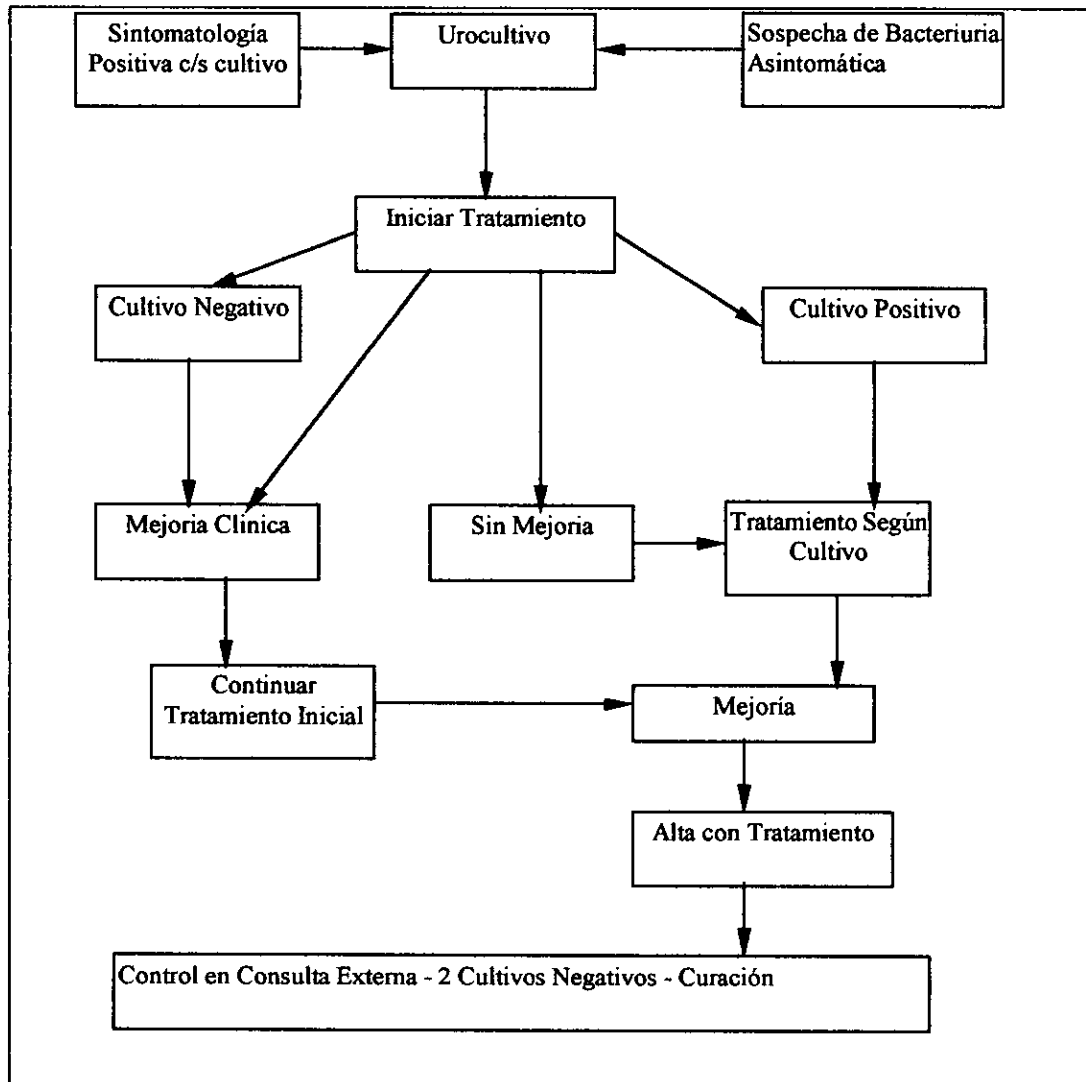 Sintomatología
Positiva c/s cultivo
Urocultivo
Sospecha de Bacteriuria
Asintomática
Iniciar Tratamiento
Cultivo Negativo
Cultivo Positivo
Mejoria Clinica
Sin Mejoria
Tratamiento Según
Cultivo
Continuar
Tratamiento Inicial
Mejoría
Alta con Tratamiento
Control en Consulta Externa - 2 Cultivos Negativos - Curación